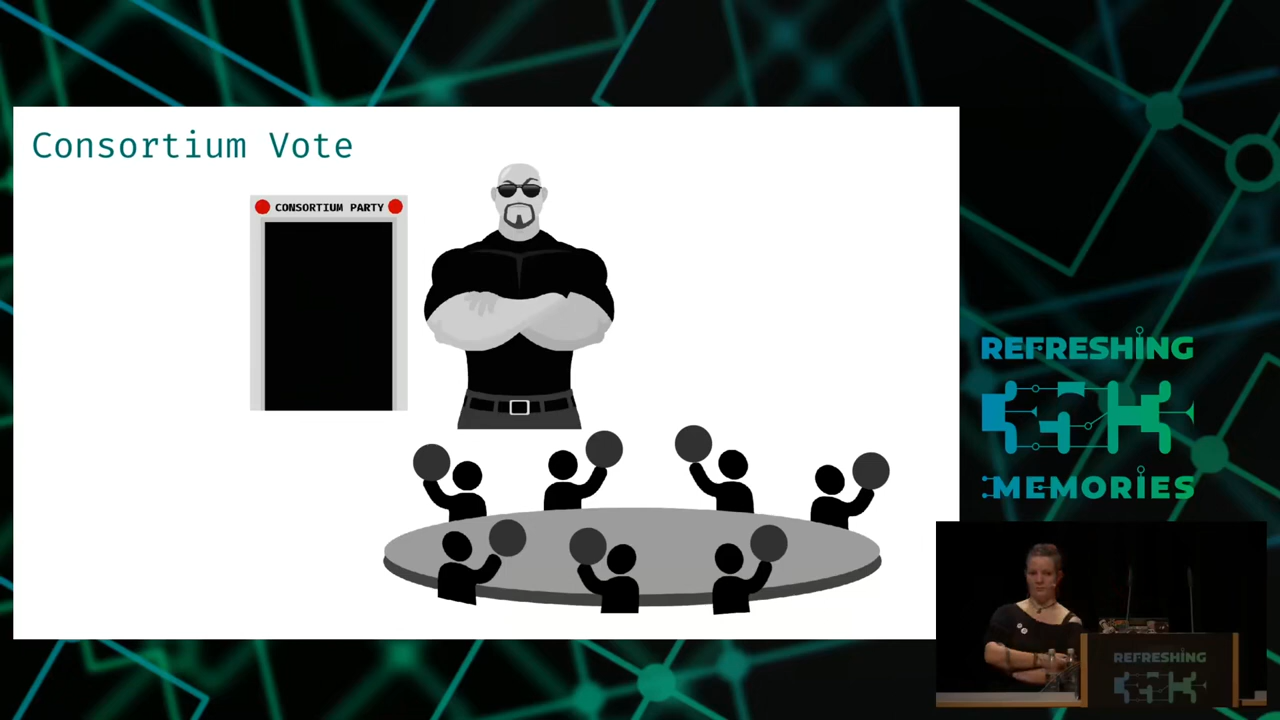 Consortium Vote
CONSORTIUM PARTY
REFRESHING
MEMORIES
REFRESHING